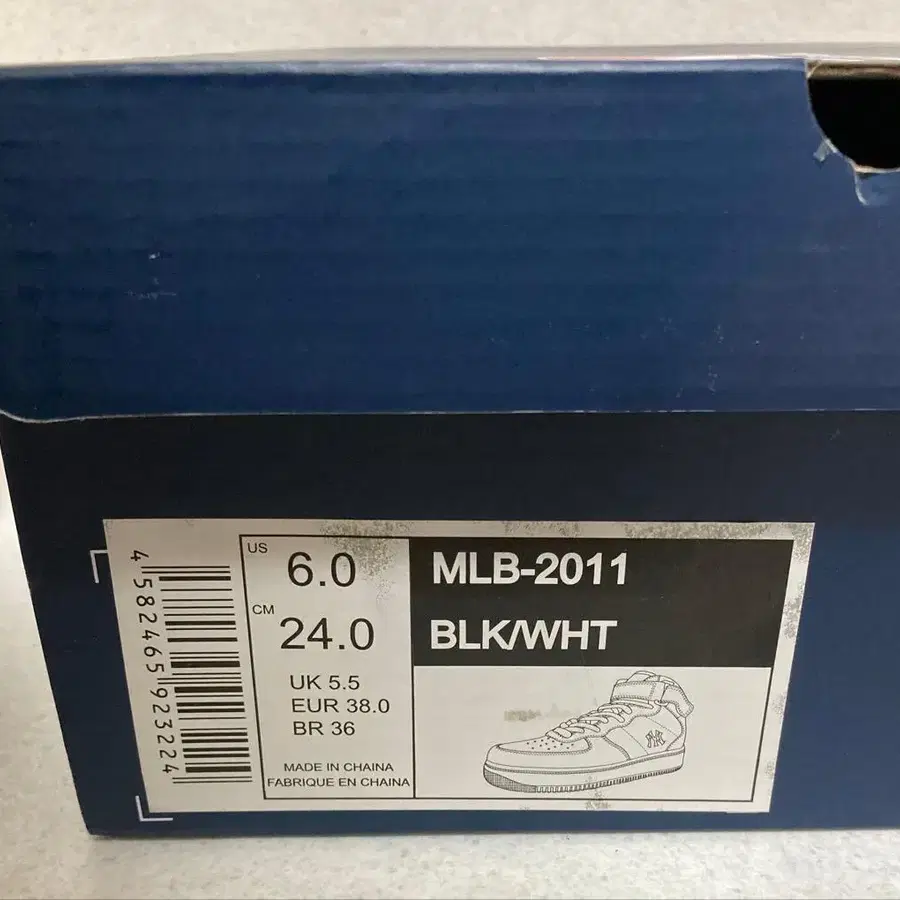 4 582465 923224
US
6.0
CM
24.0
UK 5.5
EUR 38.0
BR 36
MADE IN CHAINA
FABRIQUE EN CHAINA
MLB-2011
BLK/WHT
NY